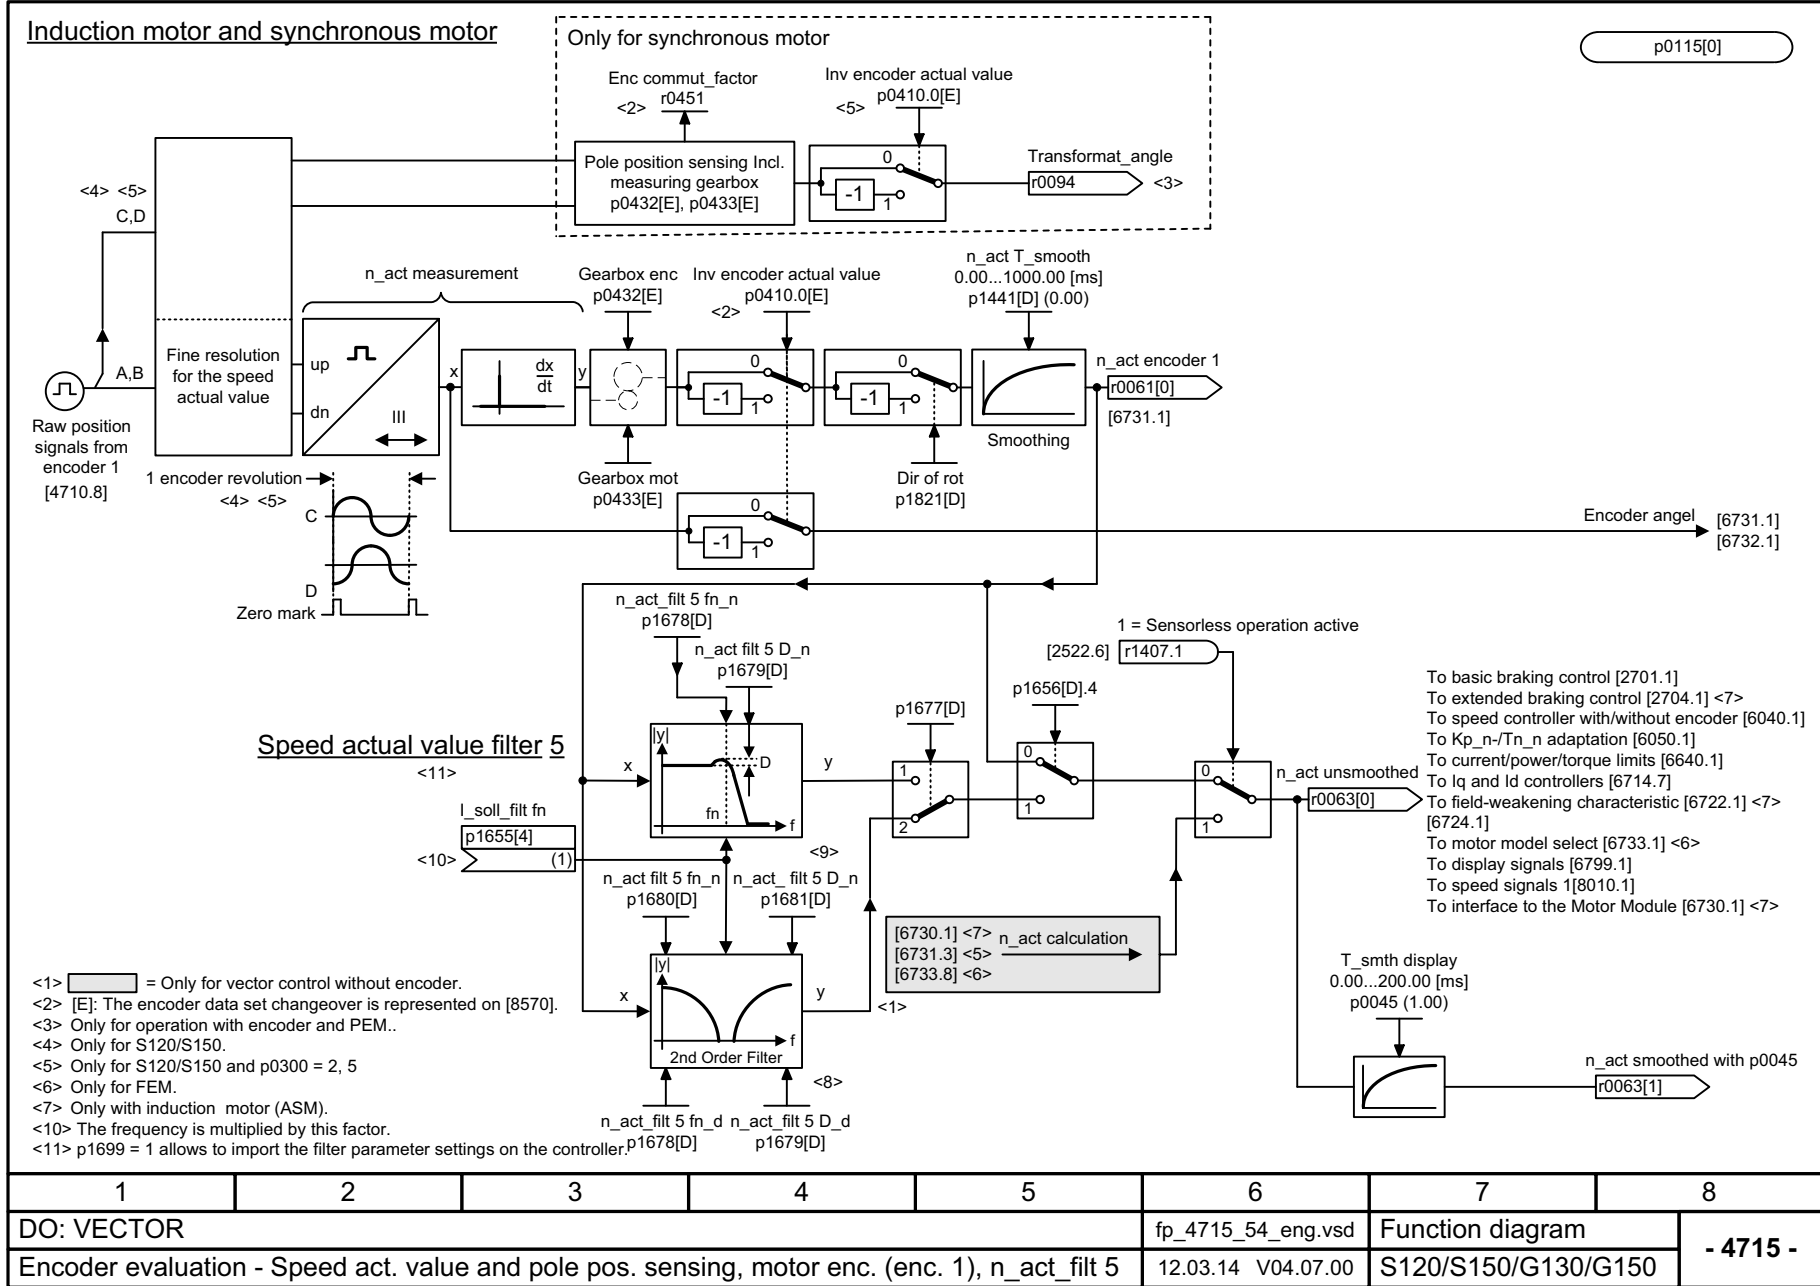 Induction motor and synchronous motor
Only for synchronous motor
p0115[0]
Enc commut_factor
r0451
<2>
Inv encoder actual value
p0410.0[E]
<5>
Pole position sensing Incl.
measuring gearbox
p0432[E], p0433[E]
0
-1
1
Transformat_angle
r0094
<3>
<4> <5>
C,D
A,B
Raw position
signals from
encoder 1
[4710.8]
Fine resolution
for the speed
actual value
n_act measurement
up
dn
III
x
dx
dt
y
Gearbox enc
p0432[E]
Gearbox mot
p0433[E]
Inv encoder actual value
p0410.0[E]
<2>
0
-1
1
0
-1
1
Dir of rot
p1821[D]
n_act T_smooth
0.00...1000.00 [ms]
p1441[D] (0.00)
Smoothing
n_act encoder 1
r0061[0]
[6731.1]
1 encoder revolution
<4> <5>
C
D
Zero mark
0
-1
1
Encoder angel
[6731.1]
[6732.1]
Speed actual value filter 5
<11>
n_act_filt 5 fn_n
p1678[D]
n_act filt 5 D_n
p1679[D]
|y|
D
fn
f
x
y
I_soll_filt fn
p1655[4]
<10>
(1)
<9>
n_act filt 5 fn_n
p1680[D]
n_act_ filt 5 D_n
p1681[D]
|y|
f
x
y
2nd Order Filter
<8>
n_act_filt 5 fn_d
p1678[D]
n_act_filt 5 D_d
p1679[D]
p1677[D]
1
2
p1656[D].4
0
1
1 = Sensorless operation active
[2522.6]
r1407.1
0
1
n_act unsmoothed
r0063[0]
[6730.1] <7>
[6731.3] <5>
[6733.8] <6>
n_act calculation
<1>
To basic braking control [2701.1]
To extended braking control [2704.1] <7>
To speed controller with/without encoder [6040.1]
To Kp_n-/Tn_n adaptation [6050.1]
To current/power/torque limits [6640.1]
To Iq and Id controllers [6714.7]
To field-weakening characteristic [6722.1] <7>
[6724.1]
To motor model select [6733.1] <6>
To display signals [6799.1]
To speed signals 1[8010.1]
To interface to the Motor Module [6730.1] <7>
T_smth display
0.00...200.00 [ms]
p0045 (1.00)
n_act smoothed with p0045
r0063[1]
<1> = Only for vector control without encoder.
<2> [E]: The encoder data set changeover is represented on [8570].
<3> Only for operation with encoder and PEM..
<4> Only for S120/S150.
<5> Only for S120/S150 and p0300 = 2, 5
<6> Only for FEM.
<7> Only with induction motor (ASM).
<10> The frequency is multiplied by this factor.
<11> p1699 = 1 allows to import the filter parameter settings on the controller.
1 2 3 4 5 6 7 8
DO: VECTOR
fp_4715_54_eng.vsd
Function diagram
- 4715 -
Encoder evaluation - Speed act. value and pole pos. sensing, motor enc. (enc. 1), n_act_filt 5
12.03.14 V04.07.00
S120/S150/G130/G150